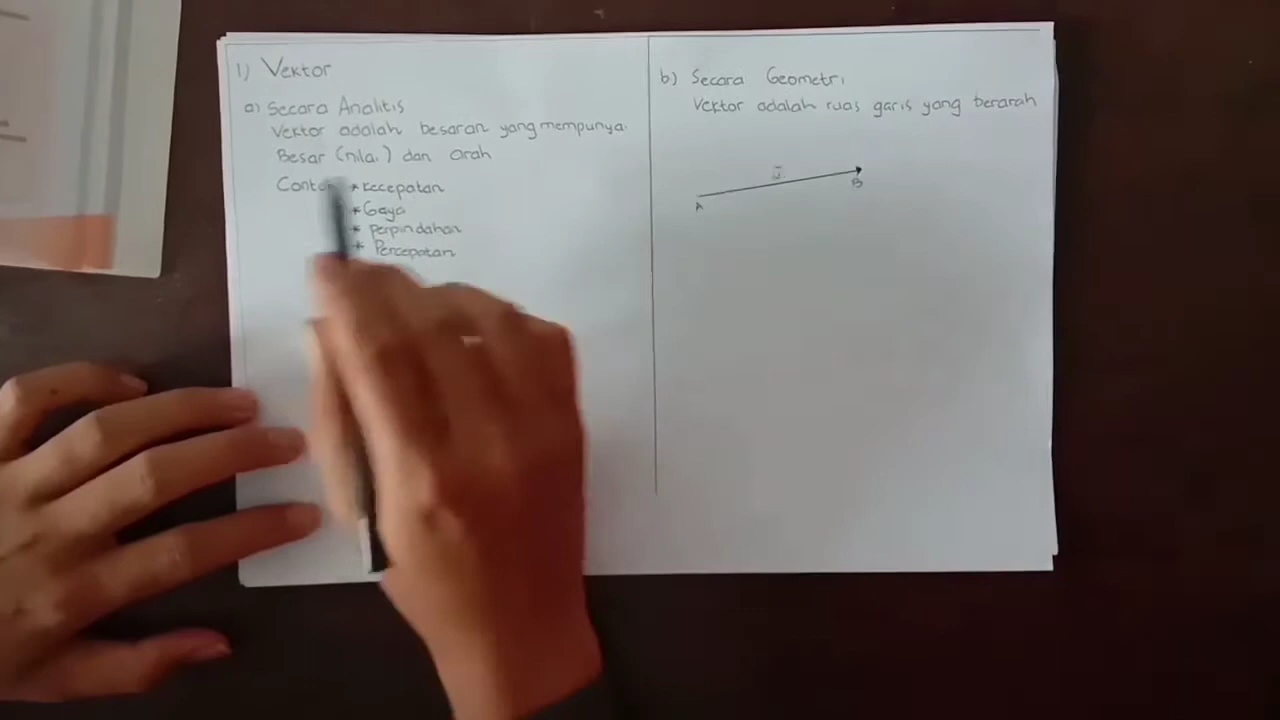 1) Vektor
a) Secara Analitis
Vektor adalah besaran yang mempunyai
Besar (nilai) dan arah
Contoh * kecepatan
* Gaya
* perpindahan
* Percepatan
b) Secara Geometri
Vektor adalah ruas garis yang berarah
A
B